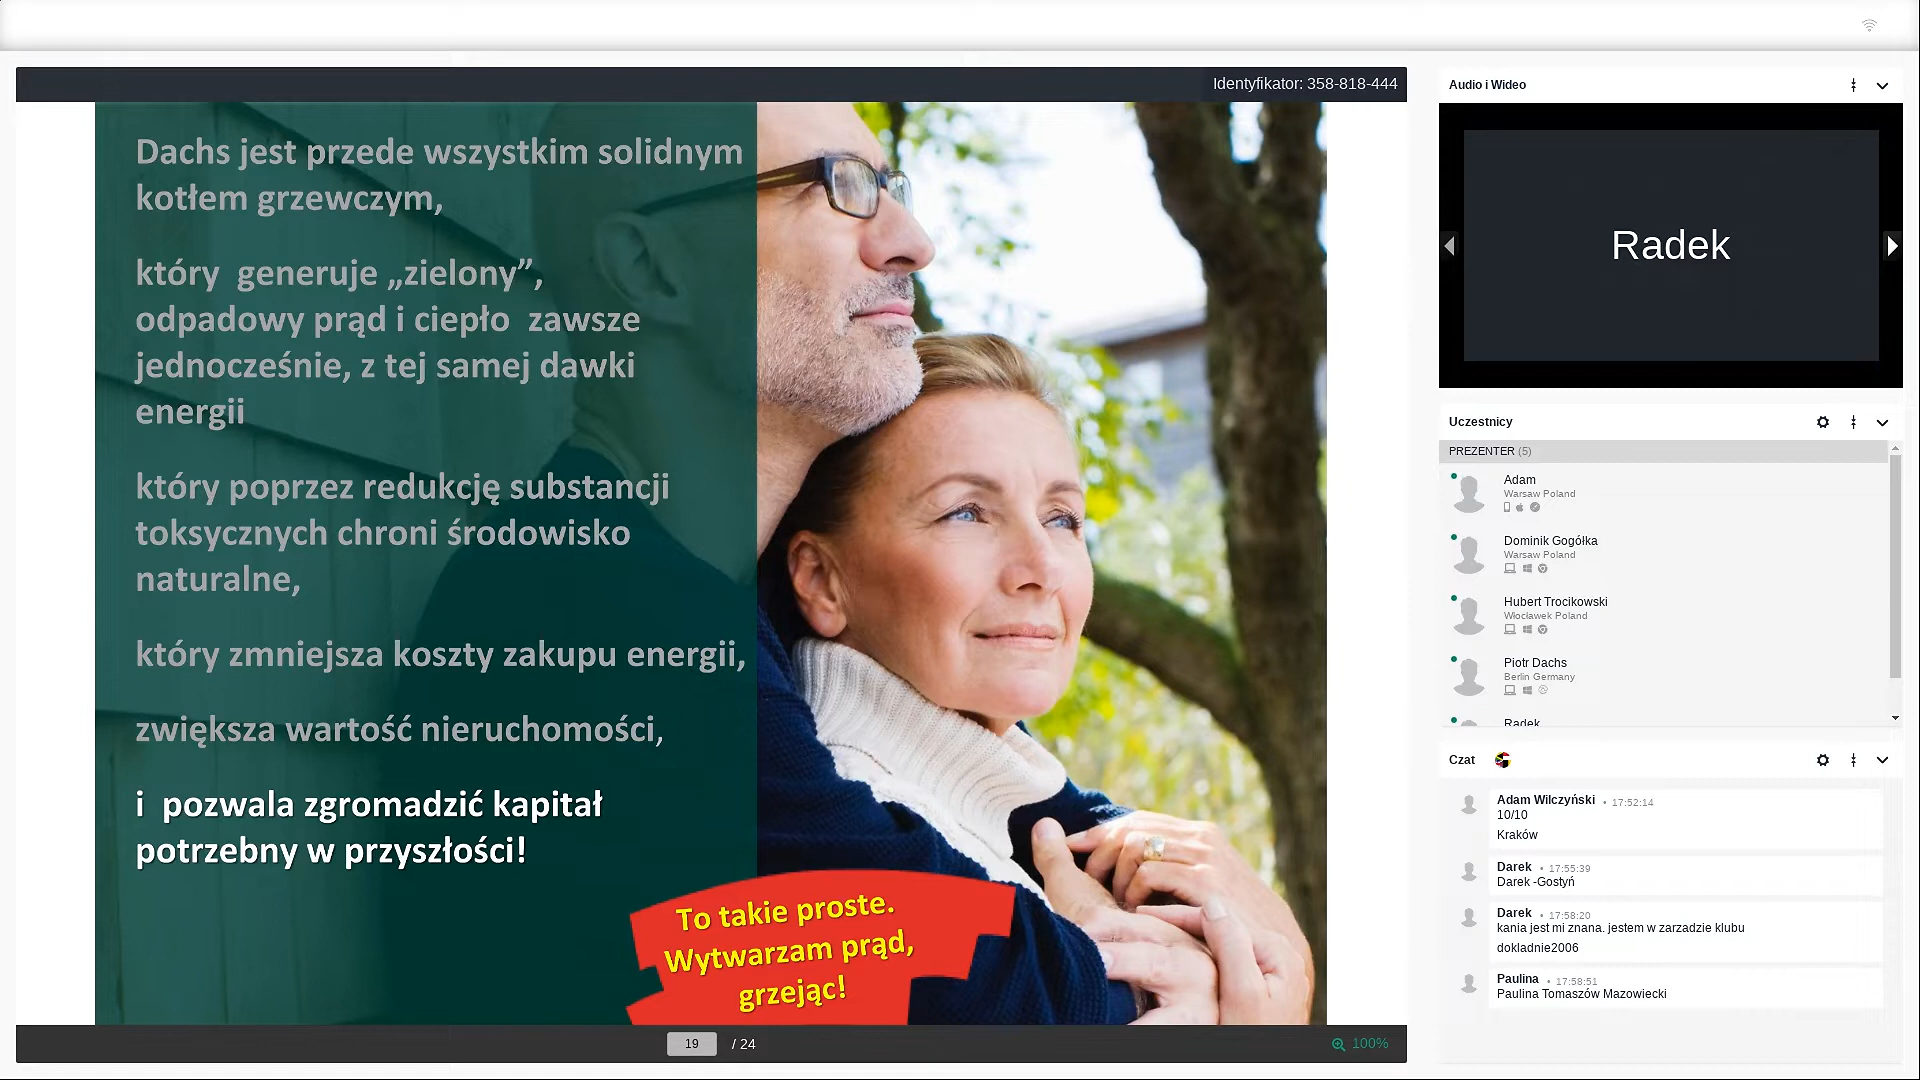 Identyfikator: 358-818-444
Dachs jest przede wszystkim solidnym
kotłem grzewczym,
który generuje „zielony”,
odpadowy prąd i ciepło zawsze
jednocześnie, z tej samej dawki
energii
który poprzez redukcję substancji
toksycznych chroni środowisko
naturalne,
który zmniejsza koszty zakupu energii,
zwiększa wartość nieruchomości,
i pozwala zgromadzić kapitał
potrzebny w przyszłości!
To takie proste.
Wytwarzam prąd,
grzejąc!
19 / 24
100%
Audio i Wideo
Radek
Uczestnicy
PREZENTER (5)
Adam
Warsaw Poland
Dominik Gogółka
Warsaw Poland
Hubert Trocikowski
Włocławek Poland
Piotr Dachs
Berlin Germany
Radek
Czat
Adam Wilczyński • 17:52:14
10/10
Kraków
Darek • 17:55:39
Darek -Gostyń
Darek • 17:58:20
kania jest mi znana. jestem w zarzadzie klubu
dokladnie2006
Paulina • 17:58:51
Paulina Tomaszów Mazowiecki